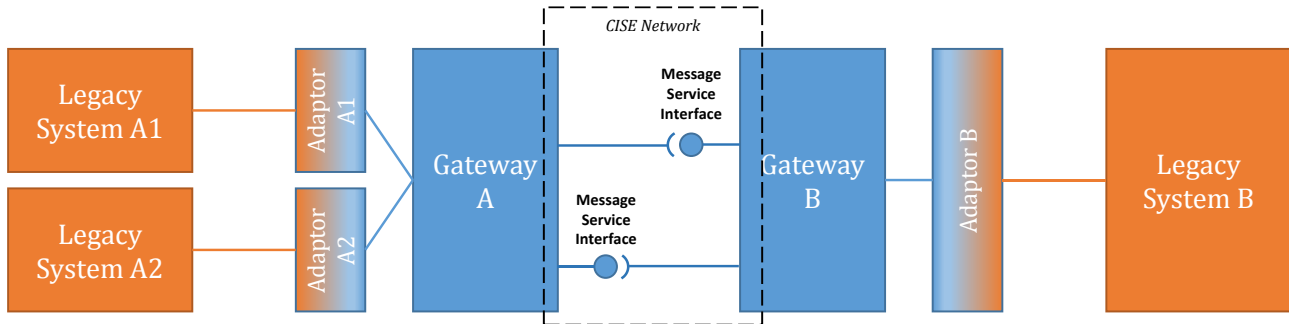 CISE Network
Legacy
System A1
Adaptor
A1
Legacy
System A2
Adaptor
A2
Gateway
A
Message
Service
Interface
Message
Service
Interface
Gateway
B
Adaptor B
Legacy
System B